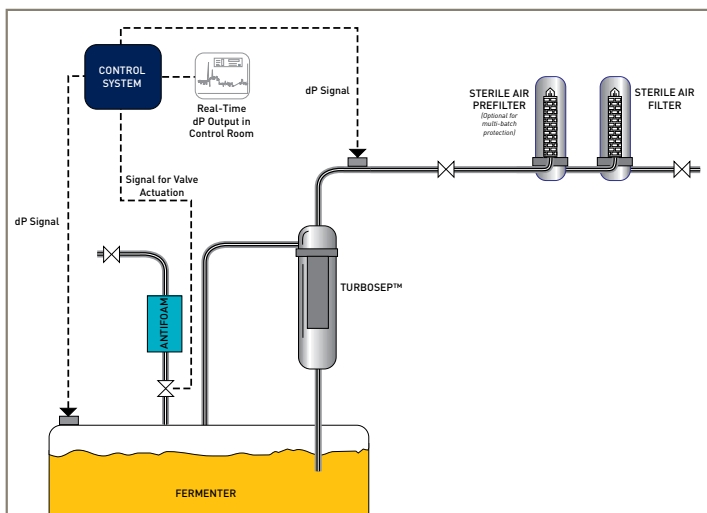 CONTROL
SYSTEM
Real-Time
dP Output in
Control Room
dP Signal
STERILE AIR
PREFILTER
(Optional for
multi-batch
protection)
STERILE AIR
FILTER
Signal for Valve
Actuation
dP Signal
TURBOSEP™
ANTIFOAM
FERMENTER